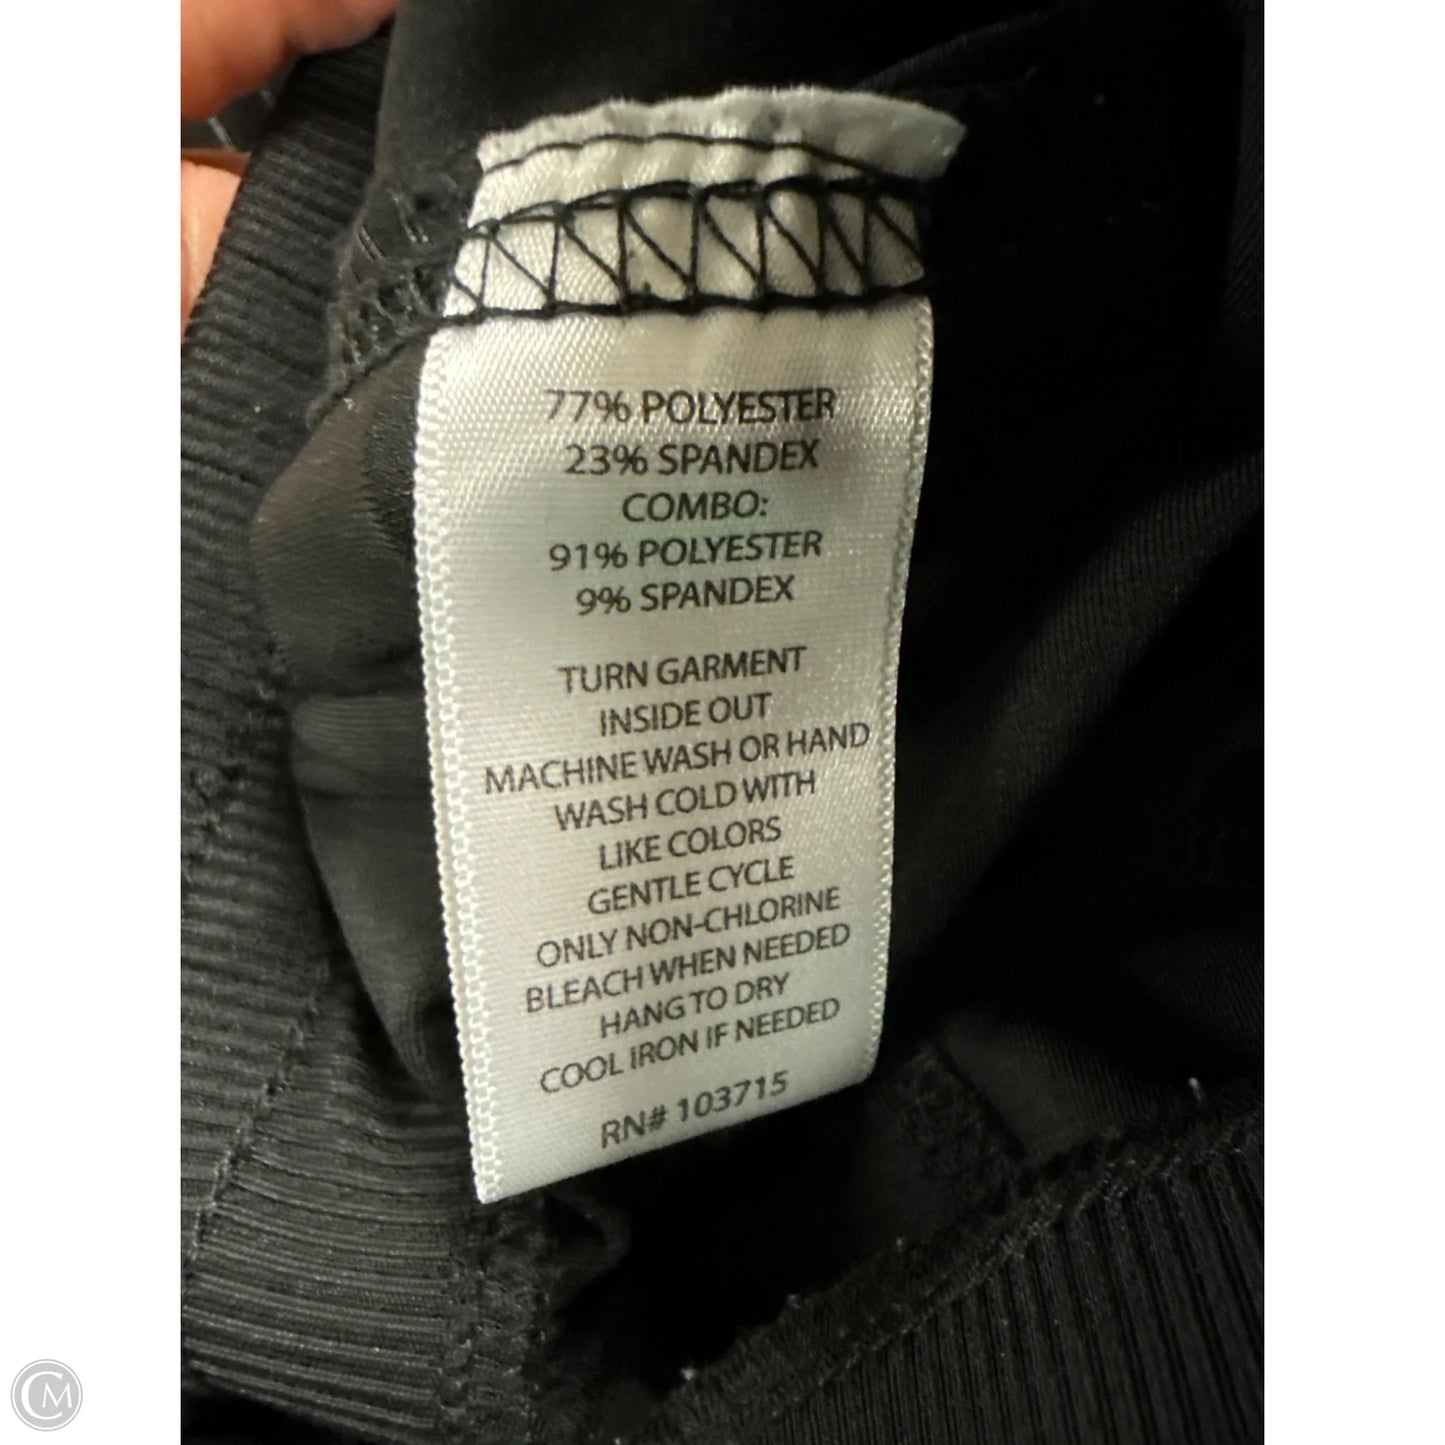 77% POLYESTER
23% SPANDEX
COMBO:
91% POLYESTER
9% SPANDEX
TURN GARMENT
INSIDE OUT
MACHINE WASH OR HAND
WASH COLD WITH
LIKE COLORS
GENTLE CYCLE
ONLY NON-CHLORINE
BLEACH WHEN NEEDED
HANG TO DRY
COOL IRON IF NEEDED
RN# 103715
CM